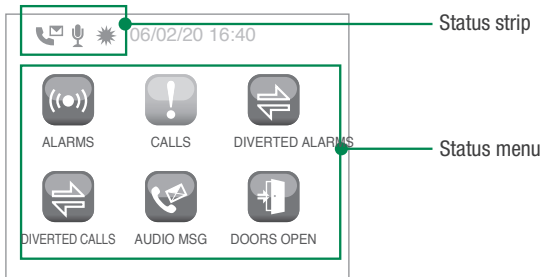 06/02/20 16:40
Status strip
ALARMS
CALLS
DIVERTED ALARMS
Status menu
DIVERTED CALLS
AUDIO MSG
DOORS OPEN